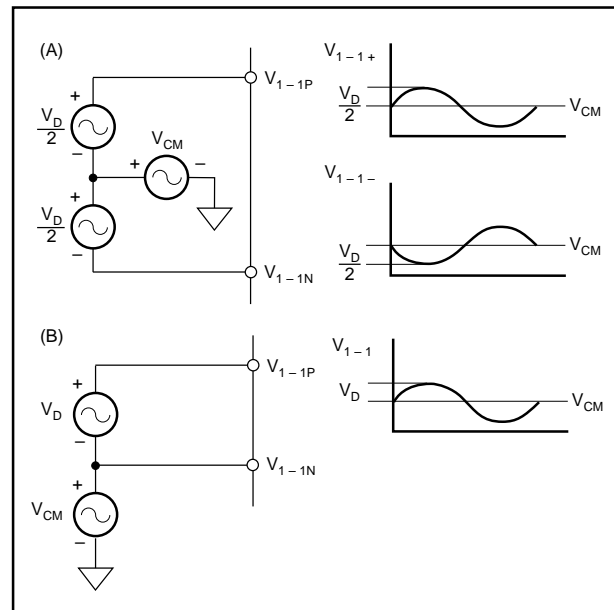 (A)
V1 – 1P
+
VD
2
–
VCM
+ –
+
VD
2
–
V1 – 1N
V1 – 1 +
VD
2
VCM
V1 – 1 –
VD
2
VCM
(B)
V1 – 1P
+
VD
–
V1 – 1N
+
VCM
–
V1 – 1
VD
VCM